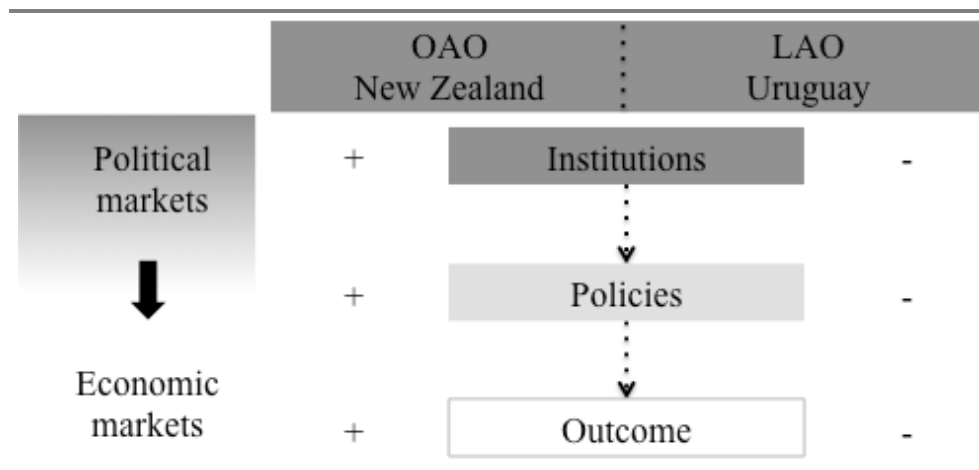 OAO
New Zealand
LAO
Uruguay
Political
markets
+
Institutions
-
+
Policies
-
Economic
markets
+
Outcome
-